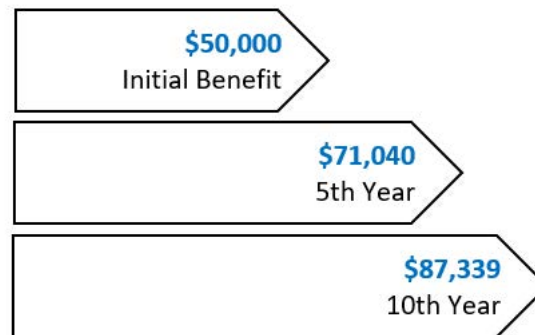 $50,000
Initial Benefit
$71,040
5th Year
$87,339
10th Year